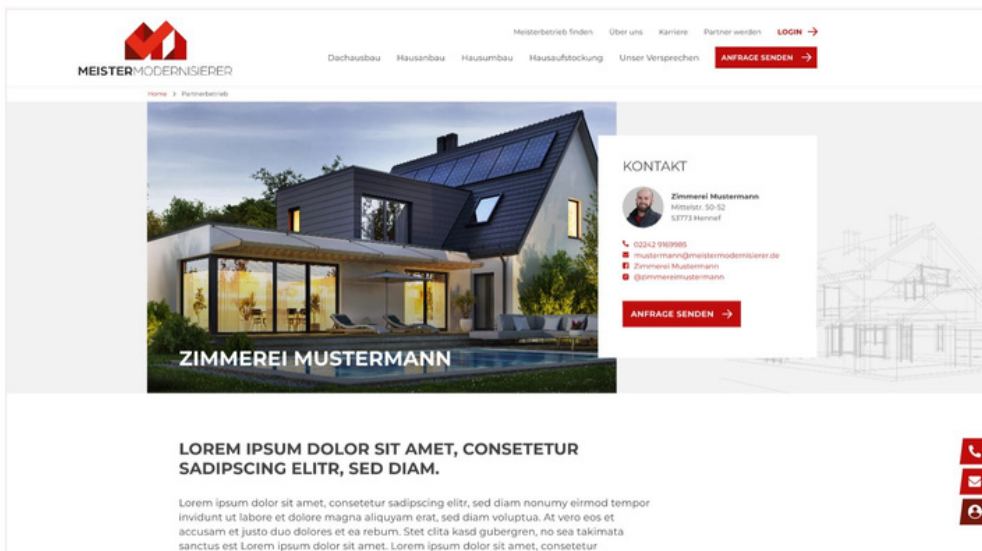 Meisterbetrieb finden Über uns Karriere Partner werden LOGIN
MEISTERMODERNISIERER
Dachausbau Hausanbau Hausumbau Hausaufstockung Unser Versprechen ANFRAGE SENDEN
Home > Partnerbetrieb
KONTAKT
Zimmerei Mustermann
Mittelstr. 50-52
53773 Hennef
02242 9169985
mustermann@meistermodernisierer.de
Zimmerei Mustermann
@zimmereimustermann
ANFRAGE SENDEN
ZIMMEREI MUSTERMANN
LOREM IPSUM DOLOR SIT AMET, CONSETETUR
SADIPSCING ELITR, SED DIAM.
Lorem ipsum dolor sit amet, consetetur sadipscing elitr, sed diam nonumy eirmod tempor
invidunt ut labore et dolore magna aliquyam erat, sed diam voluptua. At vero eos et
accusam et justo duo dolores et ea rebum. Stet clita kasd gubergren, no sea takimata
sanctus est Lorem ipsum dolor sit amet. Lorem ipsum dolor sit amet, consetetur